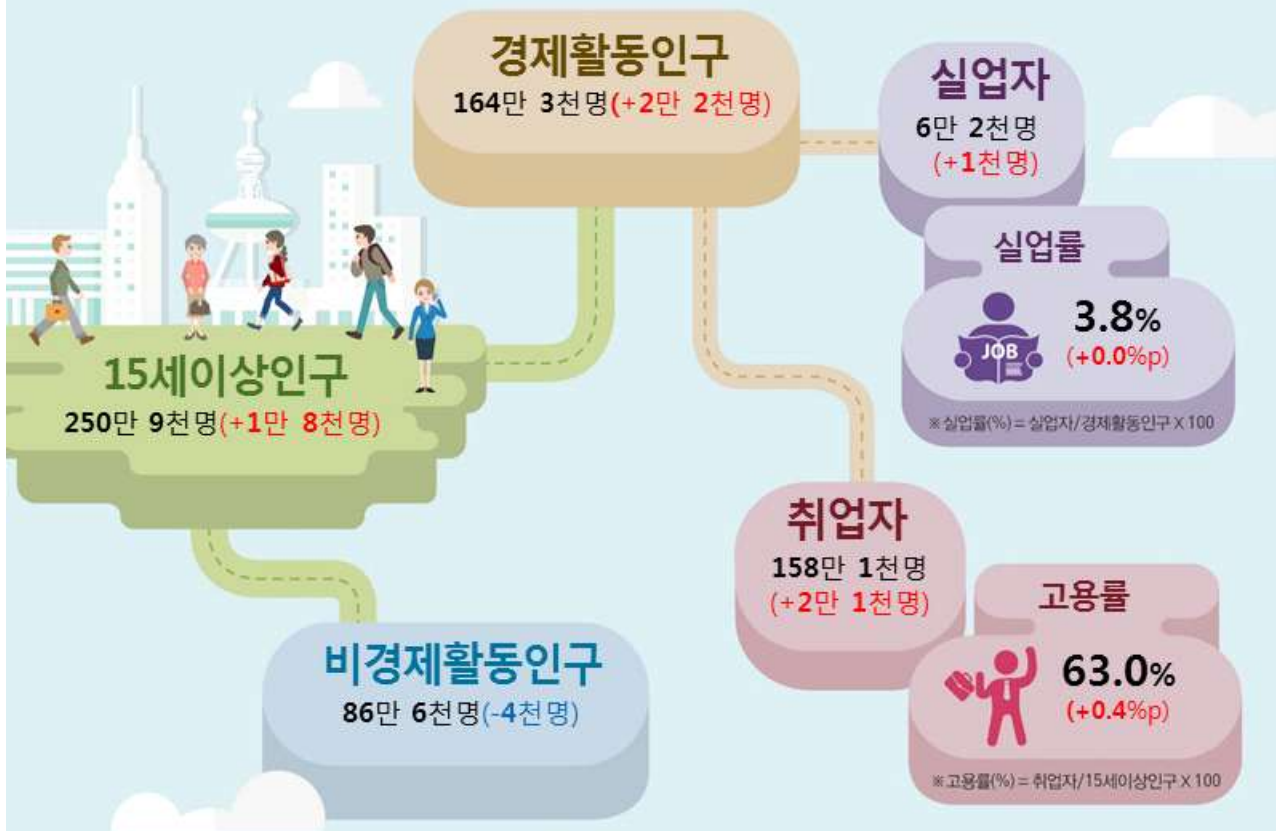 경제활동인구
164만 3천명(+2만 2천명)
실업자
6만 2천명
(+1천명)
실업률
JOB
3.8%
(+0.0%p)
※실업률(%) = 실업자/경제활동인구 X 100
15세이상인구
250만 9천명(+1만 8천명)
취업자
158만 1천명
(+2만 1천명)
고용률
63.0%
(+0.4%p)
※고용률(%) = 취업자/15세이상인구 X 100
비경제활동인구
86만 6천명(-4천명)